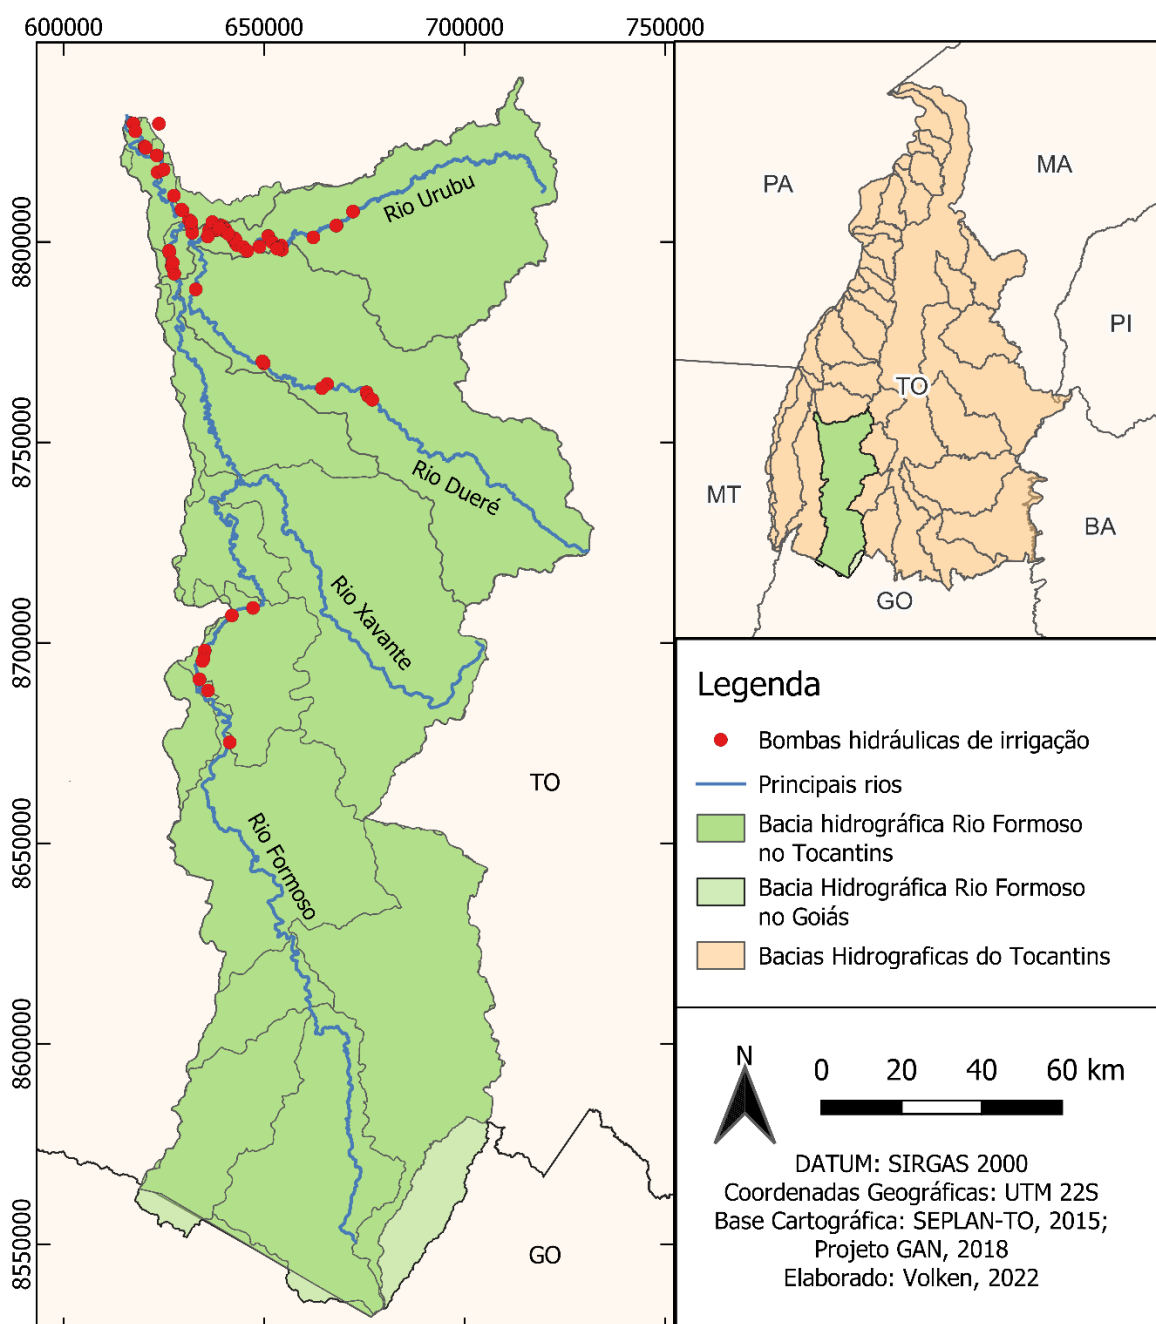 600000
650000
700000
750000
8800000
8750000
8700000
8650000
8600000
8550000
Rio Urubu
Rio Dueré
Rio Xavante
Rio Formoso
TO
GO
PA
MA
PI
TO
MT
BA
GO
Legenda
Bombas hidráulicas de irrigação
Principais rios
Bacia hidrográfica Rio Formoso
no Tocantins
Bacia Hidrográfica Rio Formoso
no Goiás
Bacias Hidrograficas do Tocantins
N
0 20 40 60 km
DATUM: SIRGAS 2000
Coordenadas Geográficas: UTM 22S
Base Cartográfica: SEPLAN-TO, 2015;
Projeto GAN, 2018
Elaborado: Volken, 2022